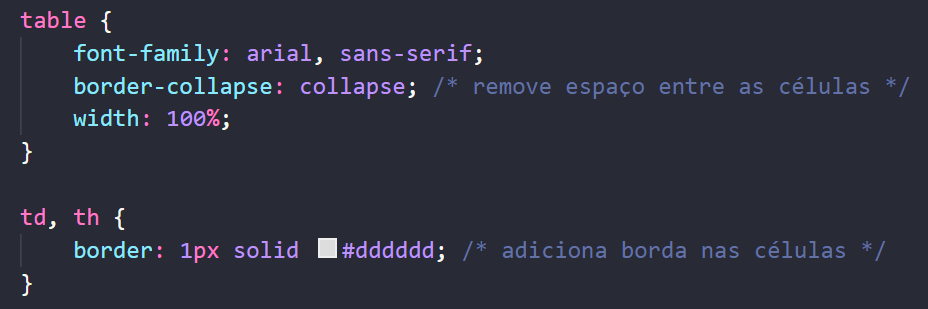 table {
font-family: arial, sans-serif;
border-collapse: collapse; /* remove espaço entre as células */
width: 100%;
}
td, th {
border: 1px solid #dddddd; /* adiciona borda nas células */
}